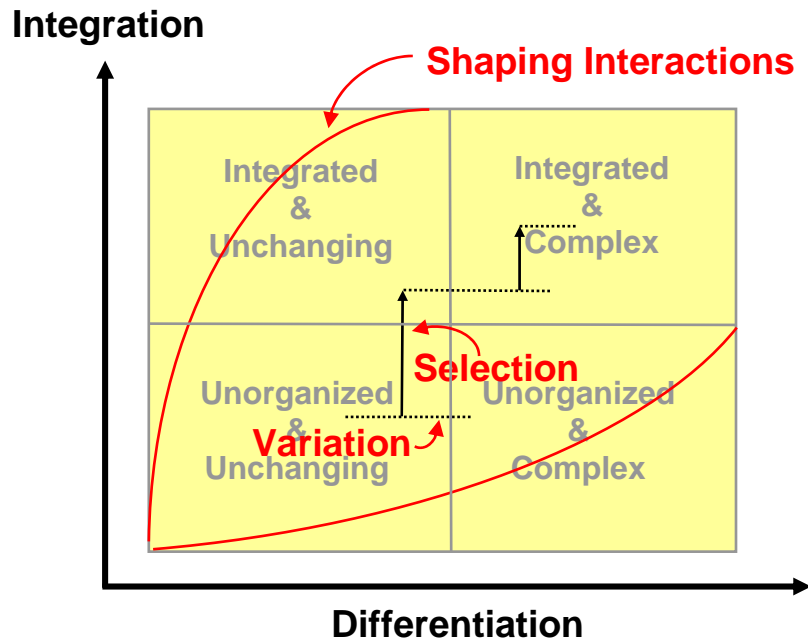 Integration
Shaping Interactions
Integrated
&
Unchanging
Integrated
&
Complex
Selection
Unorganized
&
Unchanging
Variation
Unorganized
&
Complex
Differentiation